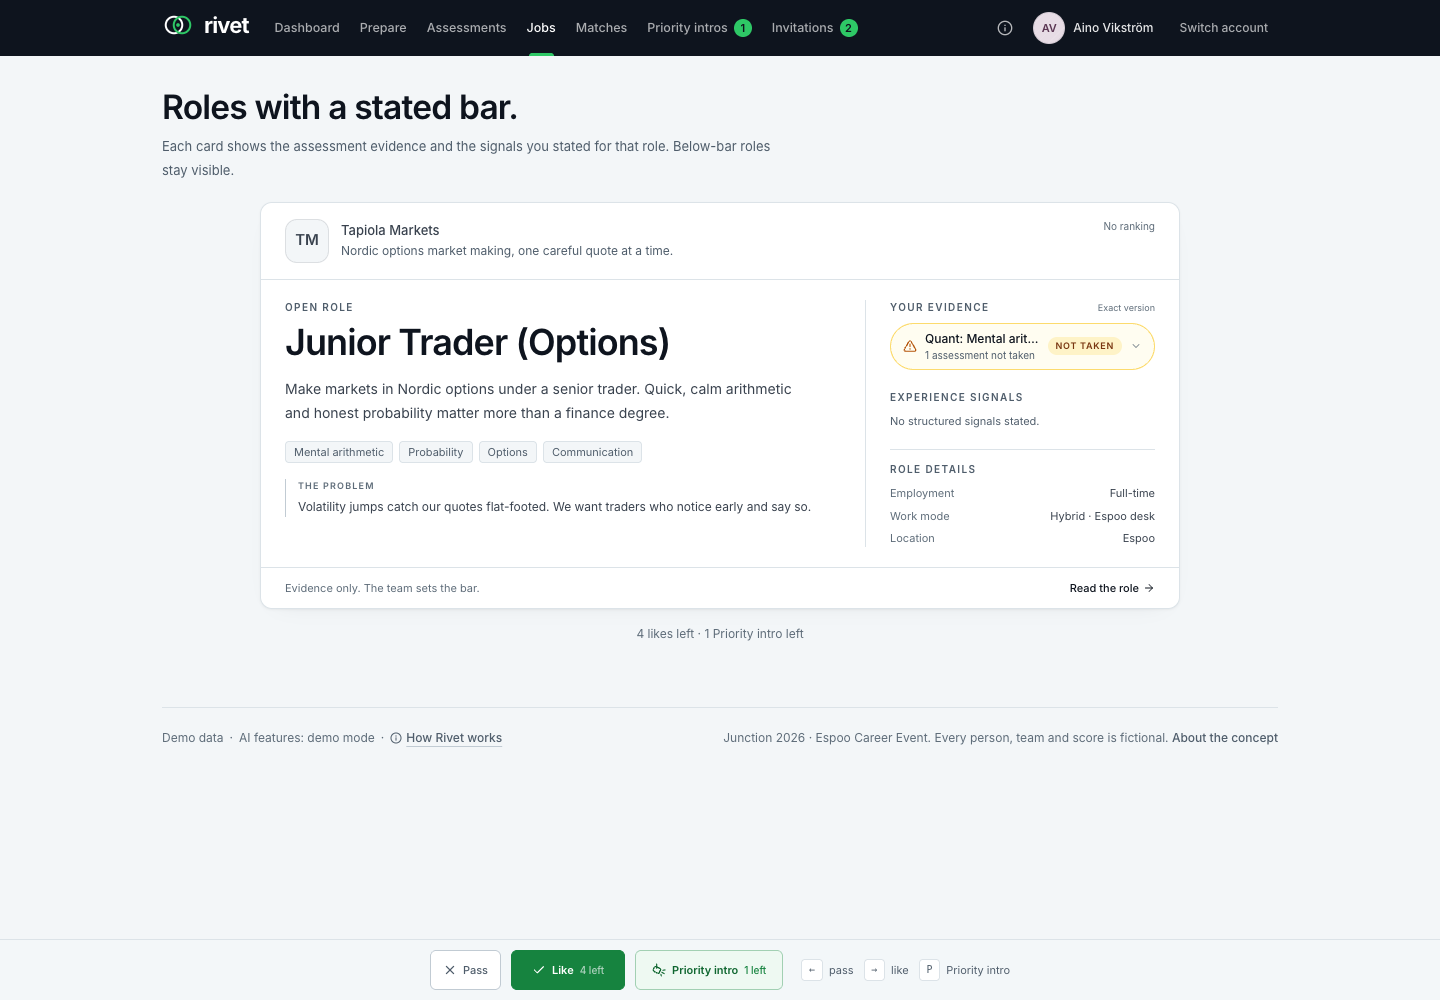 rivet Dashboard Prepare Assessments Jobs Matches Priority intros 1 Invitations 2 AV Aino Vikström Switch account
Roles with a stated bar.
Each card shows the assessment evidence and the signals you stated for that role. Below-bar roles
stay visible.
TM
Tapiola Markets
Nordic options market making, one careful quote at a time.
No ranking
OPEN ROLE
Junior Trader (Options)
Make markets in Nordic options under a senior trader. Quick, calm arithmetic
and honest probability matter more than a finance degree.
Mental arithmetic Probability Options Communication
THE PROBLEM
Volatility jumps catch our quotes flat-footed. We want traders who notice early and say so.
YOUR EVIDENCE Exact version
Quant: Mental arit...
1 assessment not taken
NOT TAKEN
EXPERIENCE SIGNALS
No structured signals stated.
ROLE DETAILS
Employment Full-time
Work mode Hybrid · Espoo desk
Location Espoo
Evidence only. The team sets the bar. Read the role →
4 likes left · 1 Priority intro left
Demo data · AI features: demo mode · How Rivet works
Junction 2026 · Espoo Career Event. Every person, team and score is fictional. About the concept
Pass Like 4 left Priority intro 1 left ← pass → like P Priority intro